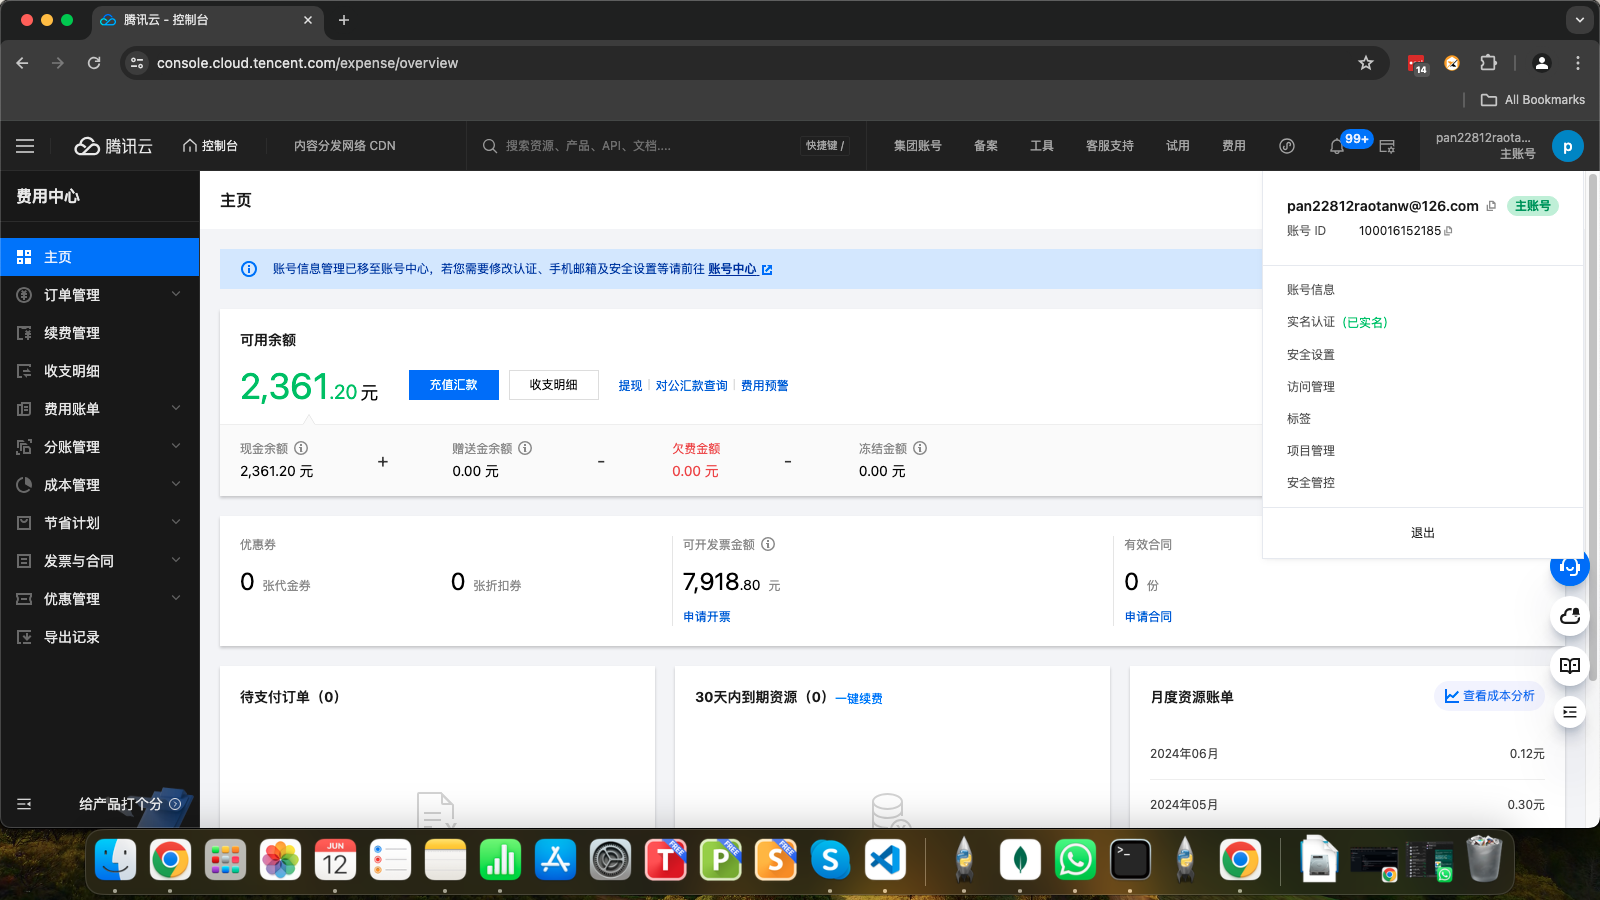 腾讯云 - 控制台
console.cloud.tencent.com/expense/overview
14
All Bookmarks
腾讯云
控制台
内容分发网络 CDN
搜索资源、产品、API、文档....
快捷键 /
集团账号
备案
工具
客服支持
试用
费用
99+
pan22812raota...
主账号
p
费用中心
主页
订单管理
续费管理
收支明细
费用账单
分账管理
成本管理
节省计划
发票与合同
优惠管理
导出记录
给产品打个分
主页
账号信息管理已移至账号中心，若您需要修改认证、手机邮箱及安全设置等请前往 账号中心
可用余额
2,361.20 元
充值汇款
收支明细
提现
对公汇款查询
费用预警
现金余额
2,361.20 元
+
赠送金余额
0.00 元
-
欠费金额
0.00 元
-
冻结金额
0.00 元
优惠券
0 张代金券
0 张折扣券
可开发票金额
7,918.80 元
申请开票
有效合同
0 份
申请合同
待支付订单（0）
30天内到期资源（0） 一键续费
月度资源账单
查看成本分析
2024年06月 0.12元
2024年05月 0.30元
pan22812raotanw@126.com 主账号
账号 ID 100016152185
账号信息
实名认证 (已实名)
安全设置
访问管理
标签
项目管理
安全管控
退出
JUN
12
T FREE
P FREE
S FREE
S